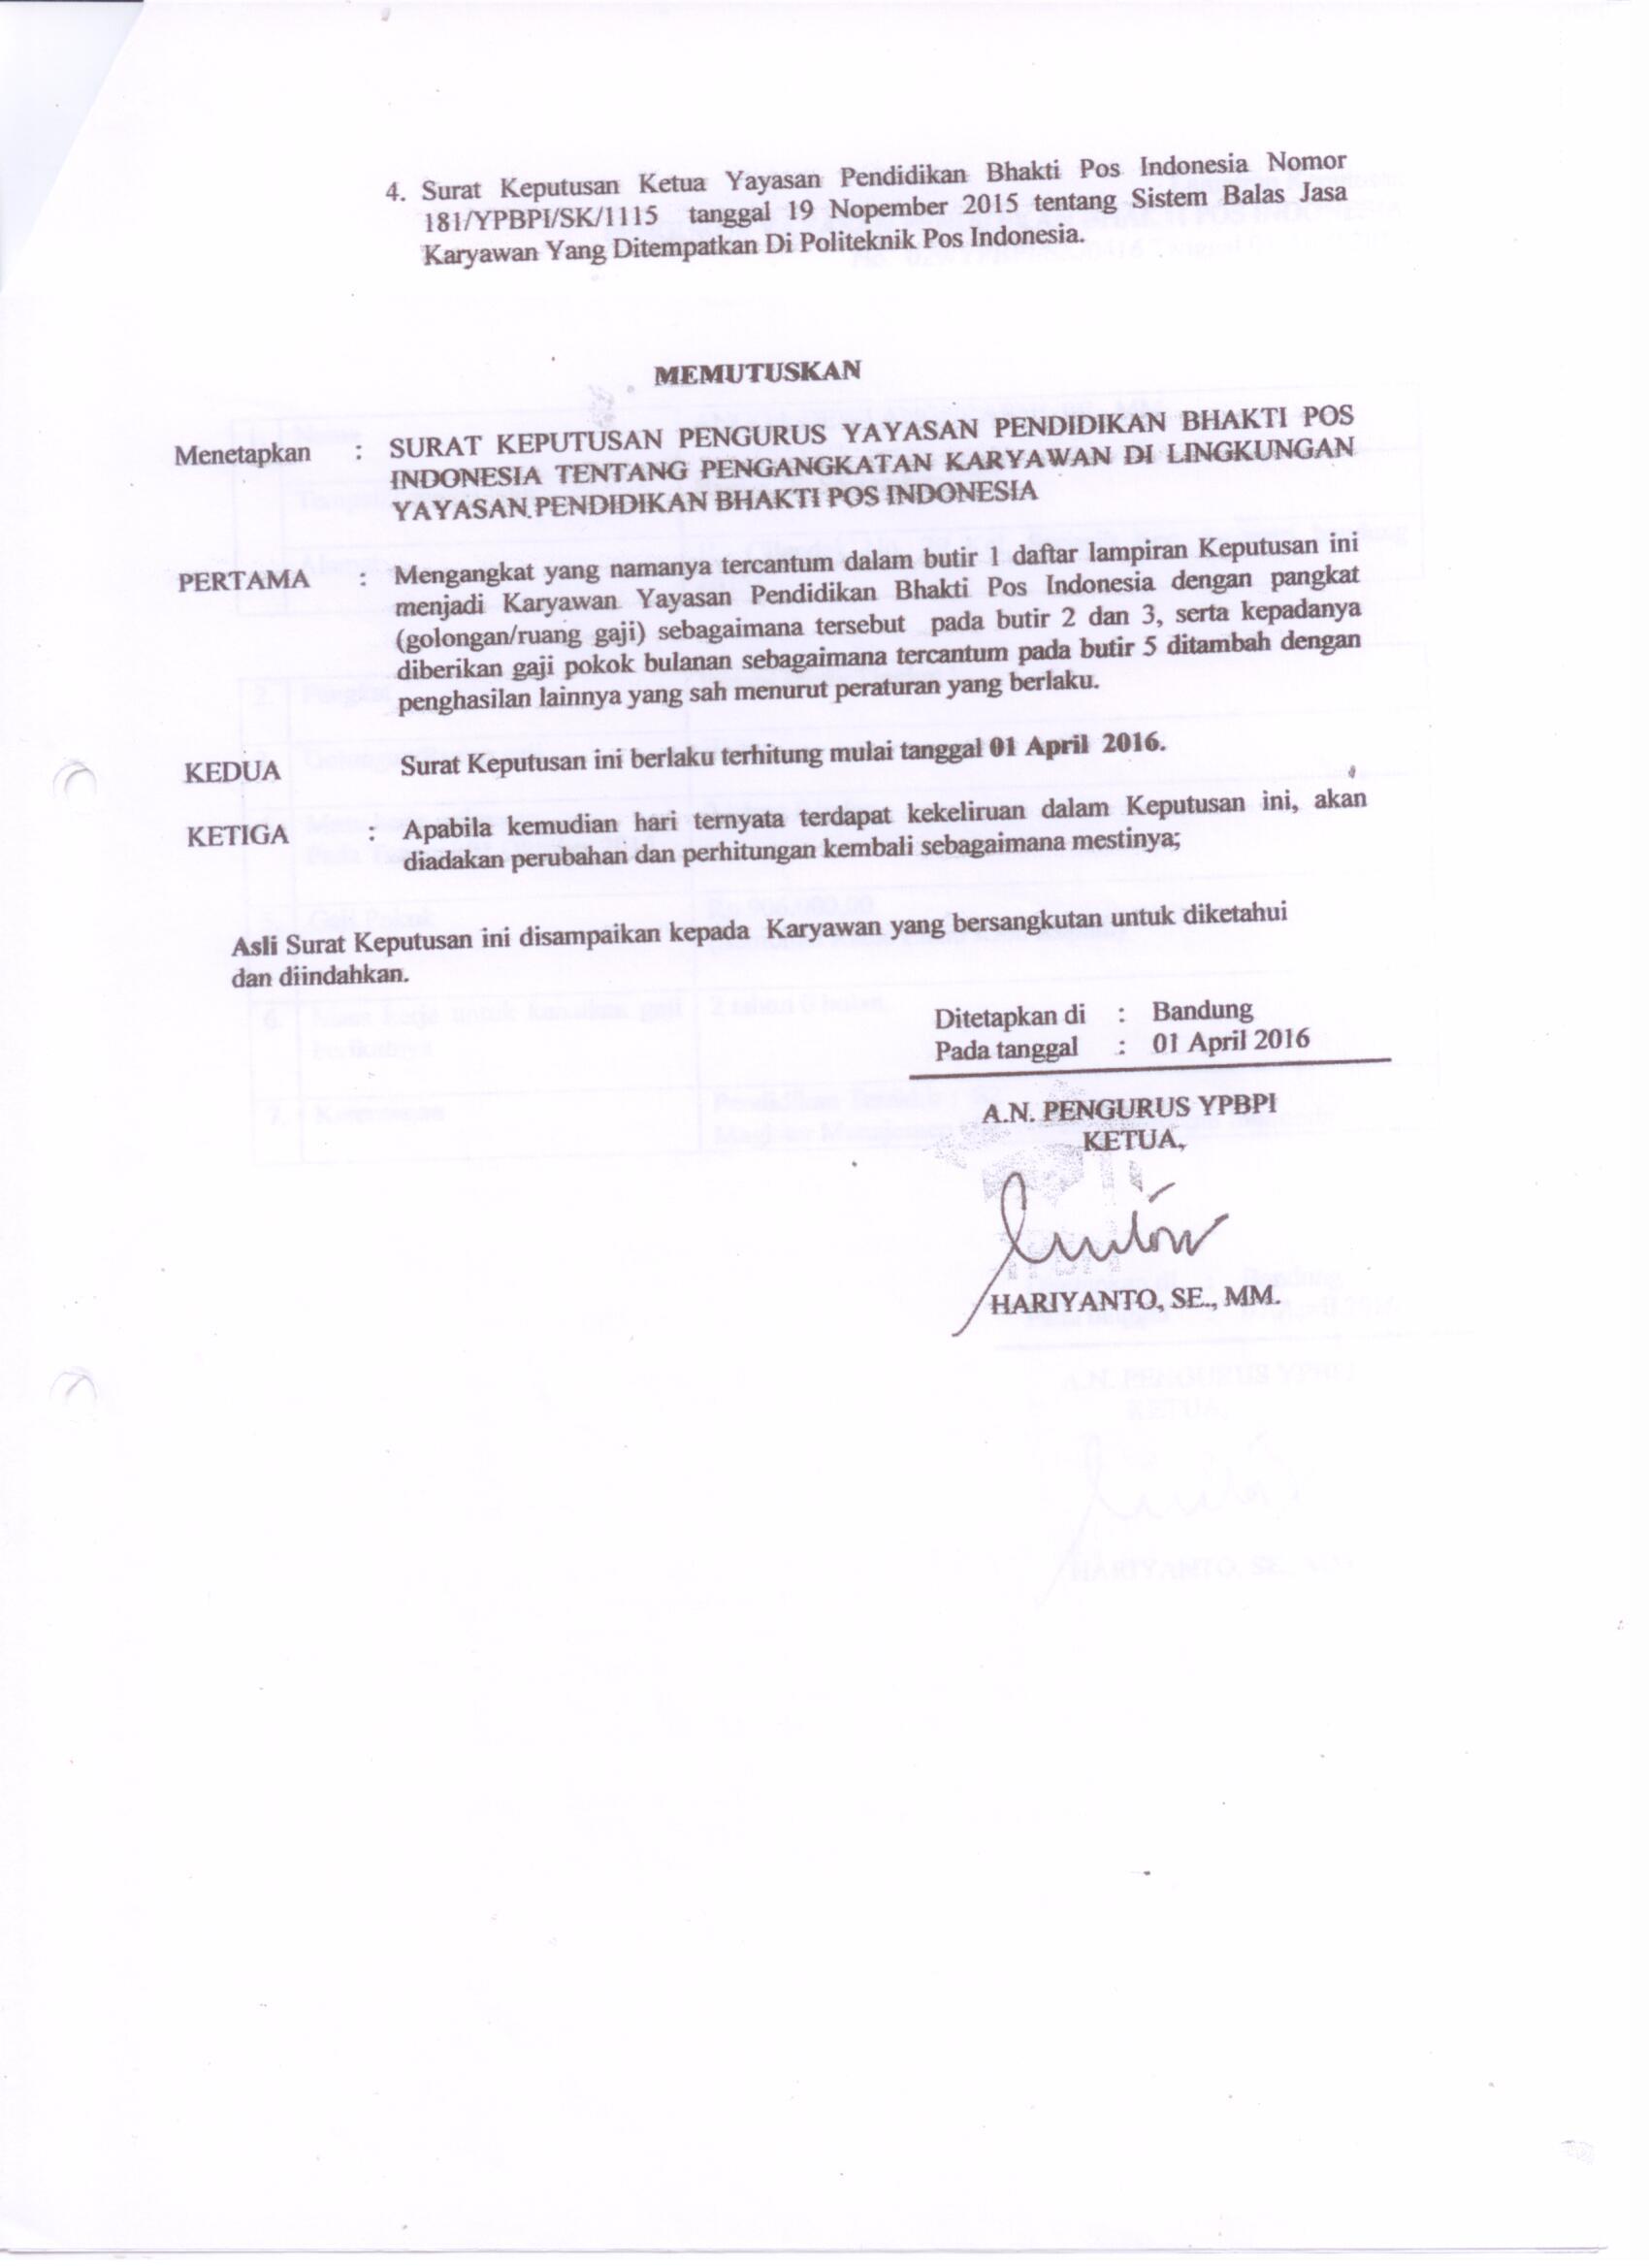 4. Surat Keputusan Ketua Yayasan Pendidikan Bhakti Pos Indonesia Nomor
181/YPBPI/SK/1115 tanggal 19 Nopember 2015 tentang Sistem Balas Jasa
Karyawan Yang Ditempatkan Di Politeknik Pos Indonesia.
MEMUTUSKAN
Menetapkan : SURAT KEPUTUSAN PENGURUS YAYASAN PENDIDIKAN BHAKTI POS
INDONESIA TENTANG PENGANGKATAN KARYAWAN DI LINGKUNGAN
YAYASAN PENDIDIKAN BHAKTI POS INDONESIA
PERTAMA : Mengangkat yang namanya tercantum dalam butir 1 daftar lampiran Keputusan ini
menjadi Karyawan Yayasan Pendidikan Bhakti Pos Indonesia dengan pangkat
(golongan/ruang gaji) sebagaimana tersebut pada butir 2 dan 3, serta kepadanya
diberikan gaji pokok bulanan sebagaimana tercantum pada butir 5 ditambah dengan
penghasilan lainnya yang sah menurut peraturan yang berlaku.
KEDUA Surat Keputusan ini berlaku terhitung mulai tanggal 01 April 2016.
KETIGA : Apabila kemudian hari ternyata terdapat kekeliruan dalam Keputusan ini, akan
diadakan perubahan dan perhitungan kembali sebagaimana mestinya;
Asli Surat Keputusan ini disampaikan kepada Karyawan yang bersangkutan untuk diketahui
dan diindahkan.
Ditetapkan di : Bandung
Pada tanggal : 01 April 2016
A.N. PENGURUS YPBPI
KETUA,
HARIYANTO, SE., MM.